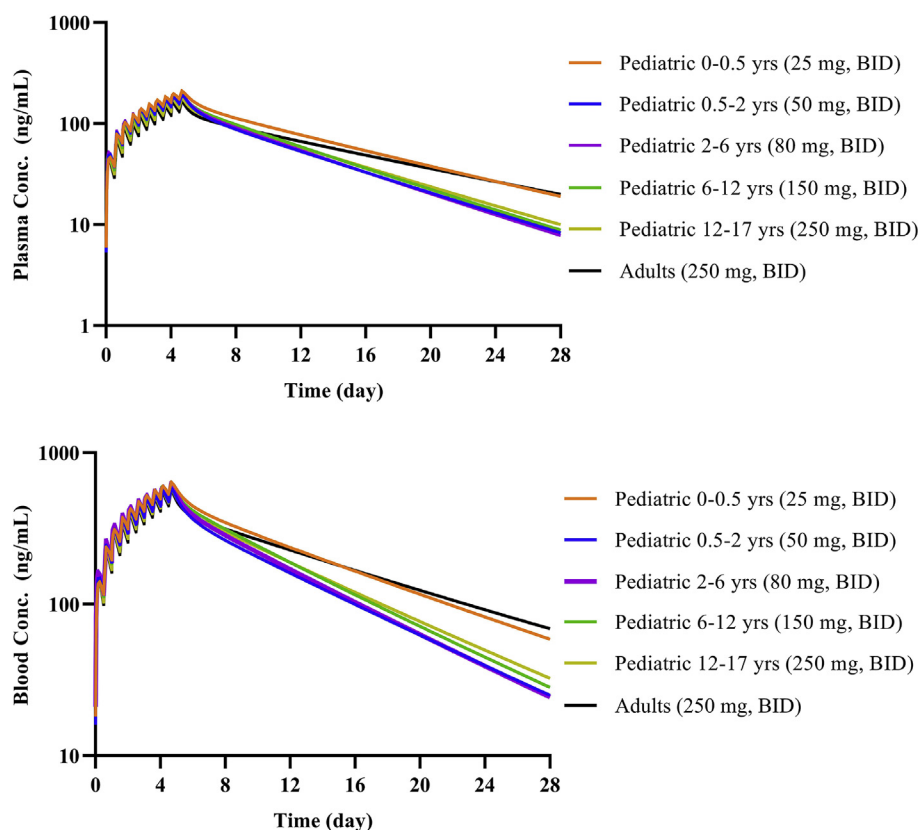 1000
100
10
1
Plasma Conc. (ng/mL)
0 4 8 12 16 20 24 28
Time (day)
Pediatric 0-0.5 yrs (25 mg, BID)
Pediatric 0.5-2 yrs (50 mg, BID)
Pediatric 2-6 yrs (80 mg, BID)
Pediatric 6-12 yrs (150 mg, BID)
Pediatric 12-17 yrs (250 mg, BID)
Adults (250 mg, BID)
1000
100
10
Blood Conc. (ng/mL)
0 4 8 12 16 20 24 28
Time (day)
Pediatric 0-0.5 yrs (25 mg, BID)
Pediatric 0.5-2 yrs (50 mg, BID)
Pediatric 2-6 yrs (80 mg, BID)
Pediatric 6-12 yrs (150 mg, BID)
Pediatric 12-17 yrs (250 mg, BID)
Adults (250 mg, BID)